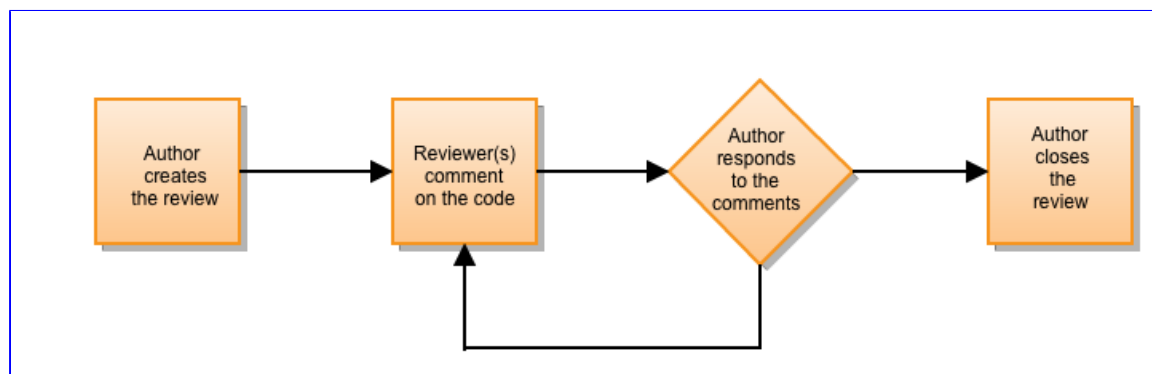 Author
creates
the review
Reviewer(s)
comment
on the code
Author
responds
to the
comments
Author
closes
the
review